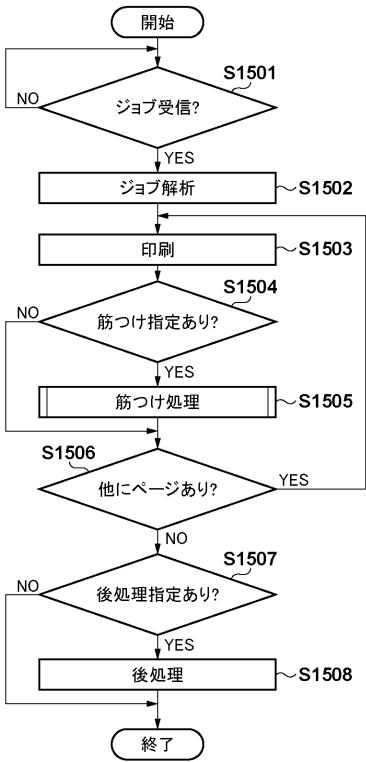 開始
S1501
NO
ジョブ受信?
YES
ジョブ解析
S1502
印刷
S1503
S1504
NO
筋つけ指定あり?
YES
筋つけ処理
S1505
S1506
他にページあり?
YES
NO
S1507
NO
後処理指定あり?
YES
後処理
S1508
終了